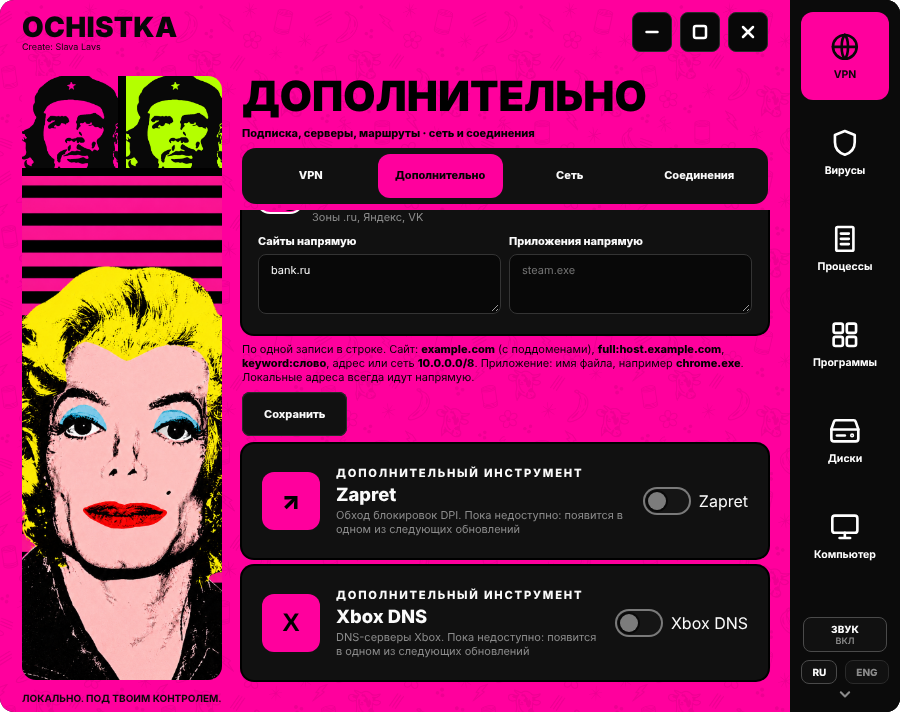 OCHISTKA
Create: Slava Lavs
ДОПОЛНИТЕЛЬНО
Подписка, серверы, маршруты · сеть и соединения
VPN
Дополнительно
Сеть
Соединения
Зоны .ru, Яндекс, VK
Сайты напрямую
Приложения напрямую
bank.ru
steam.exe
По одной записи в строке. Сайт: example.com (с поддоменами), full:host.example.com,
keyword:слово, адрес или сеть 10.0.0.0/8. Приложение: имя файла, например chrome.exe.
Локальные адреса всегда идут напрямую.
Сохранить
ДОПОЛНИТЕЛЬНЫЙ ИНСТРУМЕНТ
Zapret
Обход блокировок DPI. Пока недоступно: появится в
одном из следующих обновлений
Zapret
X
ДОПОЛНИТЕЛЬНЫЙ ИНСТРУМЕНТ
Xbox DNS
DNS-серверы Xbox. Пока недоступно: появится
в одном из следующих обновлений
Xbox DNS
ЛОКАЛЬНО. ПОД ТВОИМ КОНТРОЛЕМ.
VPN
Вирусы
Процессы
Программы
Диски
Компьютер
ЗВУК
ВКЛ
RU
ENG